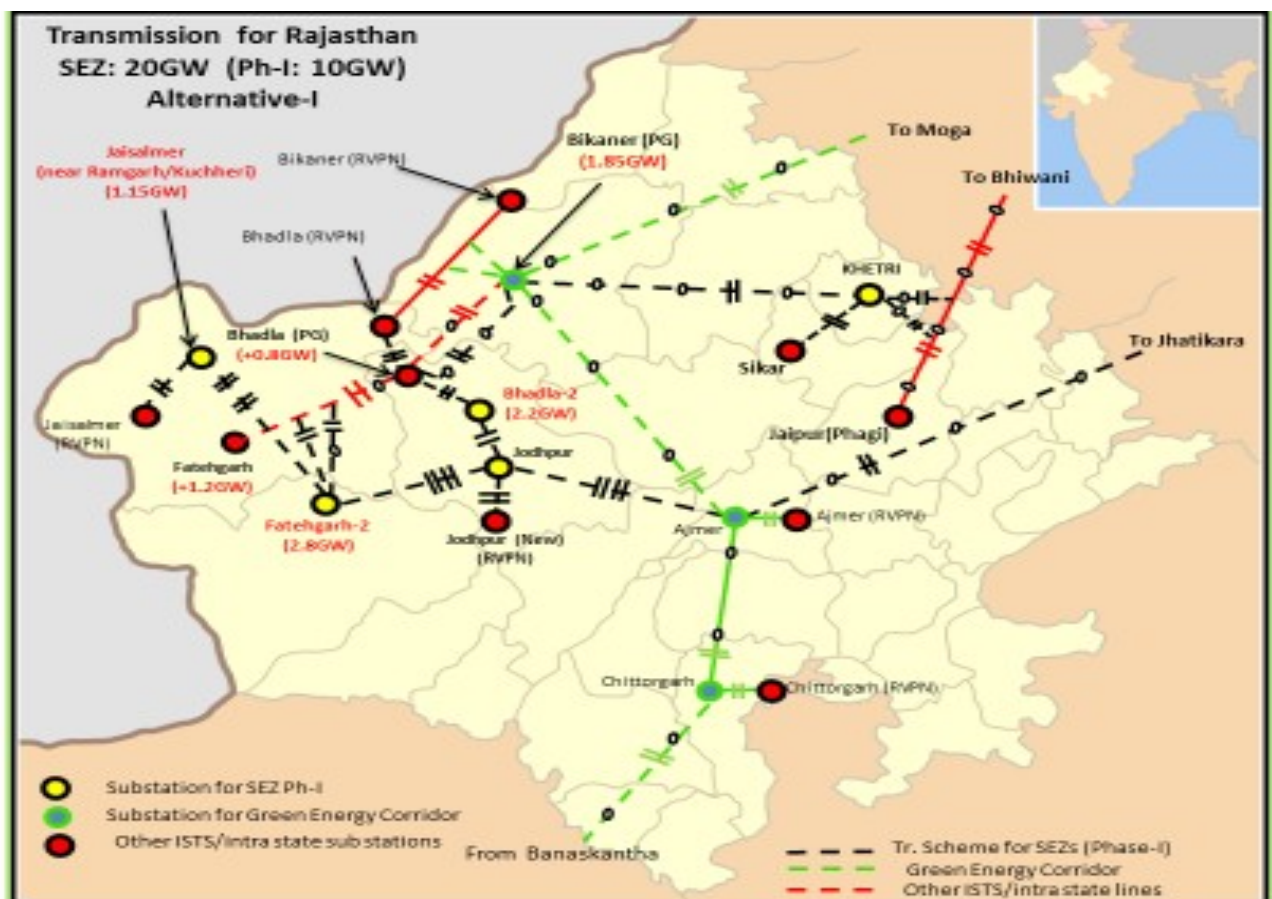 Transmission for Rajasthan
SEZ: 20GW (Ph-I: 10GW)
Alternative-I
Jaisalmer
(near Ramgarh/Kuchheri)
(1.15GW)
Bikaner (RVPN)
Bikaner (PG)
(1.85GW)
To Moga
To Bhiwani
Bhadla (RVPN)
KHETRI
Bhadla (PG)
(+0.8GW)
To Jhatikara
Sikar
Bhadla-2
(2.2GW)
Jaisalmer
(RVPN)
Jaipur(Phagi)
Fatehgarh
(+1.2GW)
Jodhpur
Fatehgarh-2
(2.8GW)
Jodhpur (New)
(RVPN)
Ajmer
Ajmer (RVPN)
Chittorgarh
Chittorgarh (RVPN)
Substation for SEZ Ph-I
Substation for Green Energy Corridor
Other ISTS/intra state sub stations
From Banaskantha
Tr. Scheme for SEZs (Phase-I)
Green Energy Corridor
Other ISTS/intra state lines